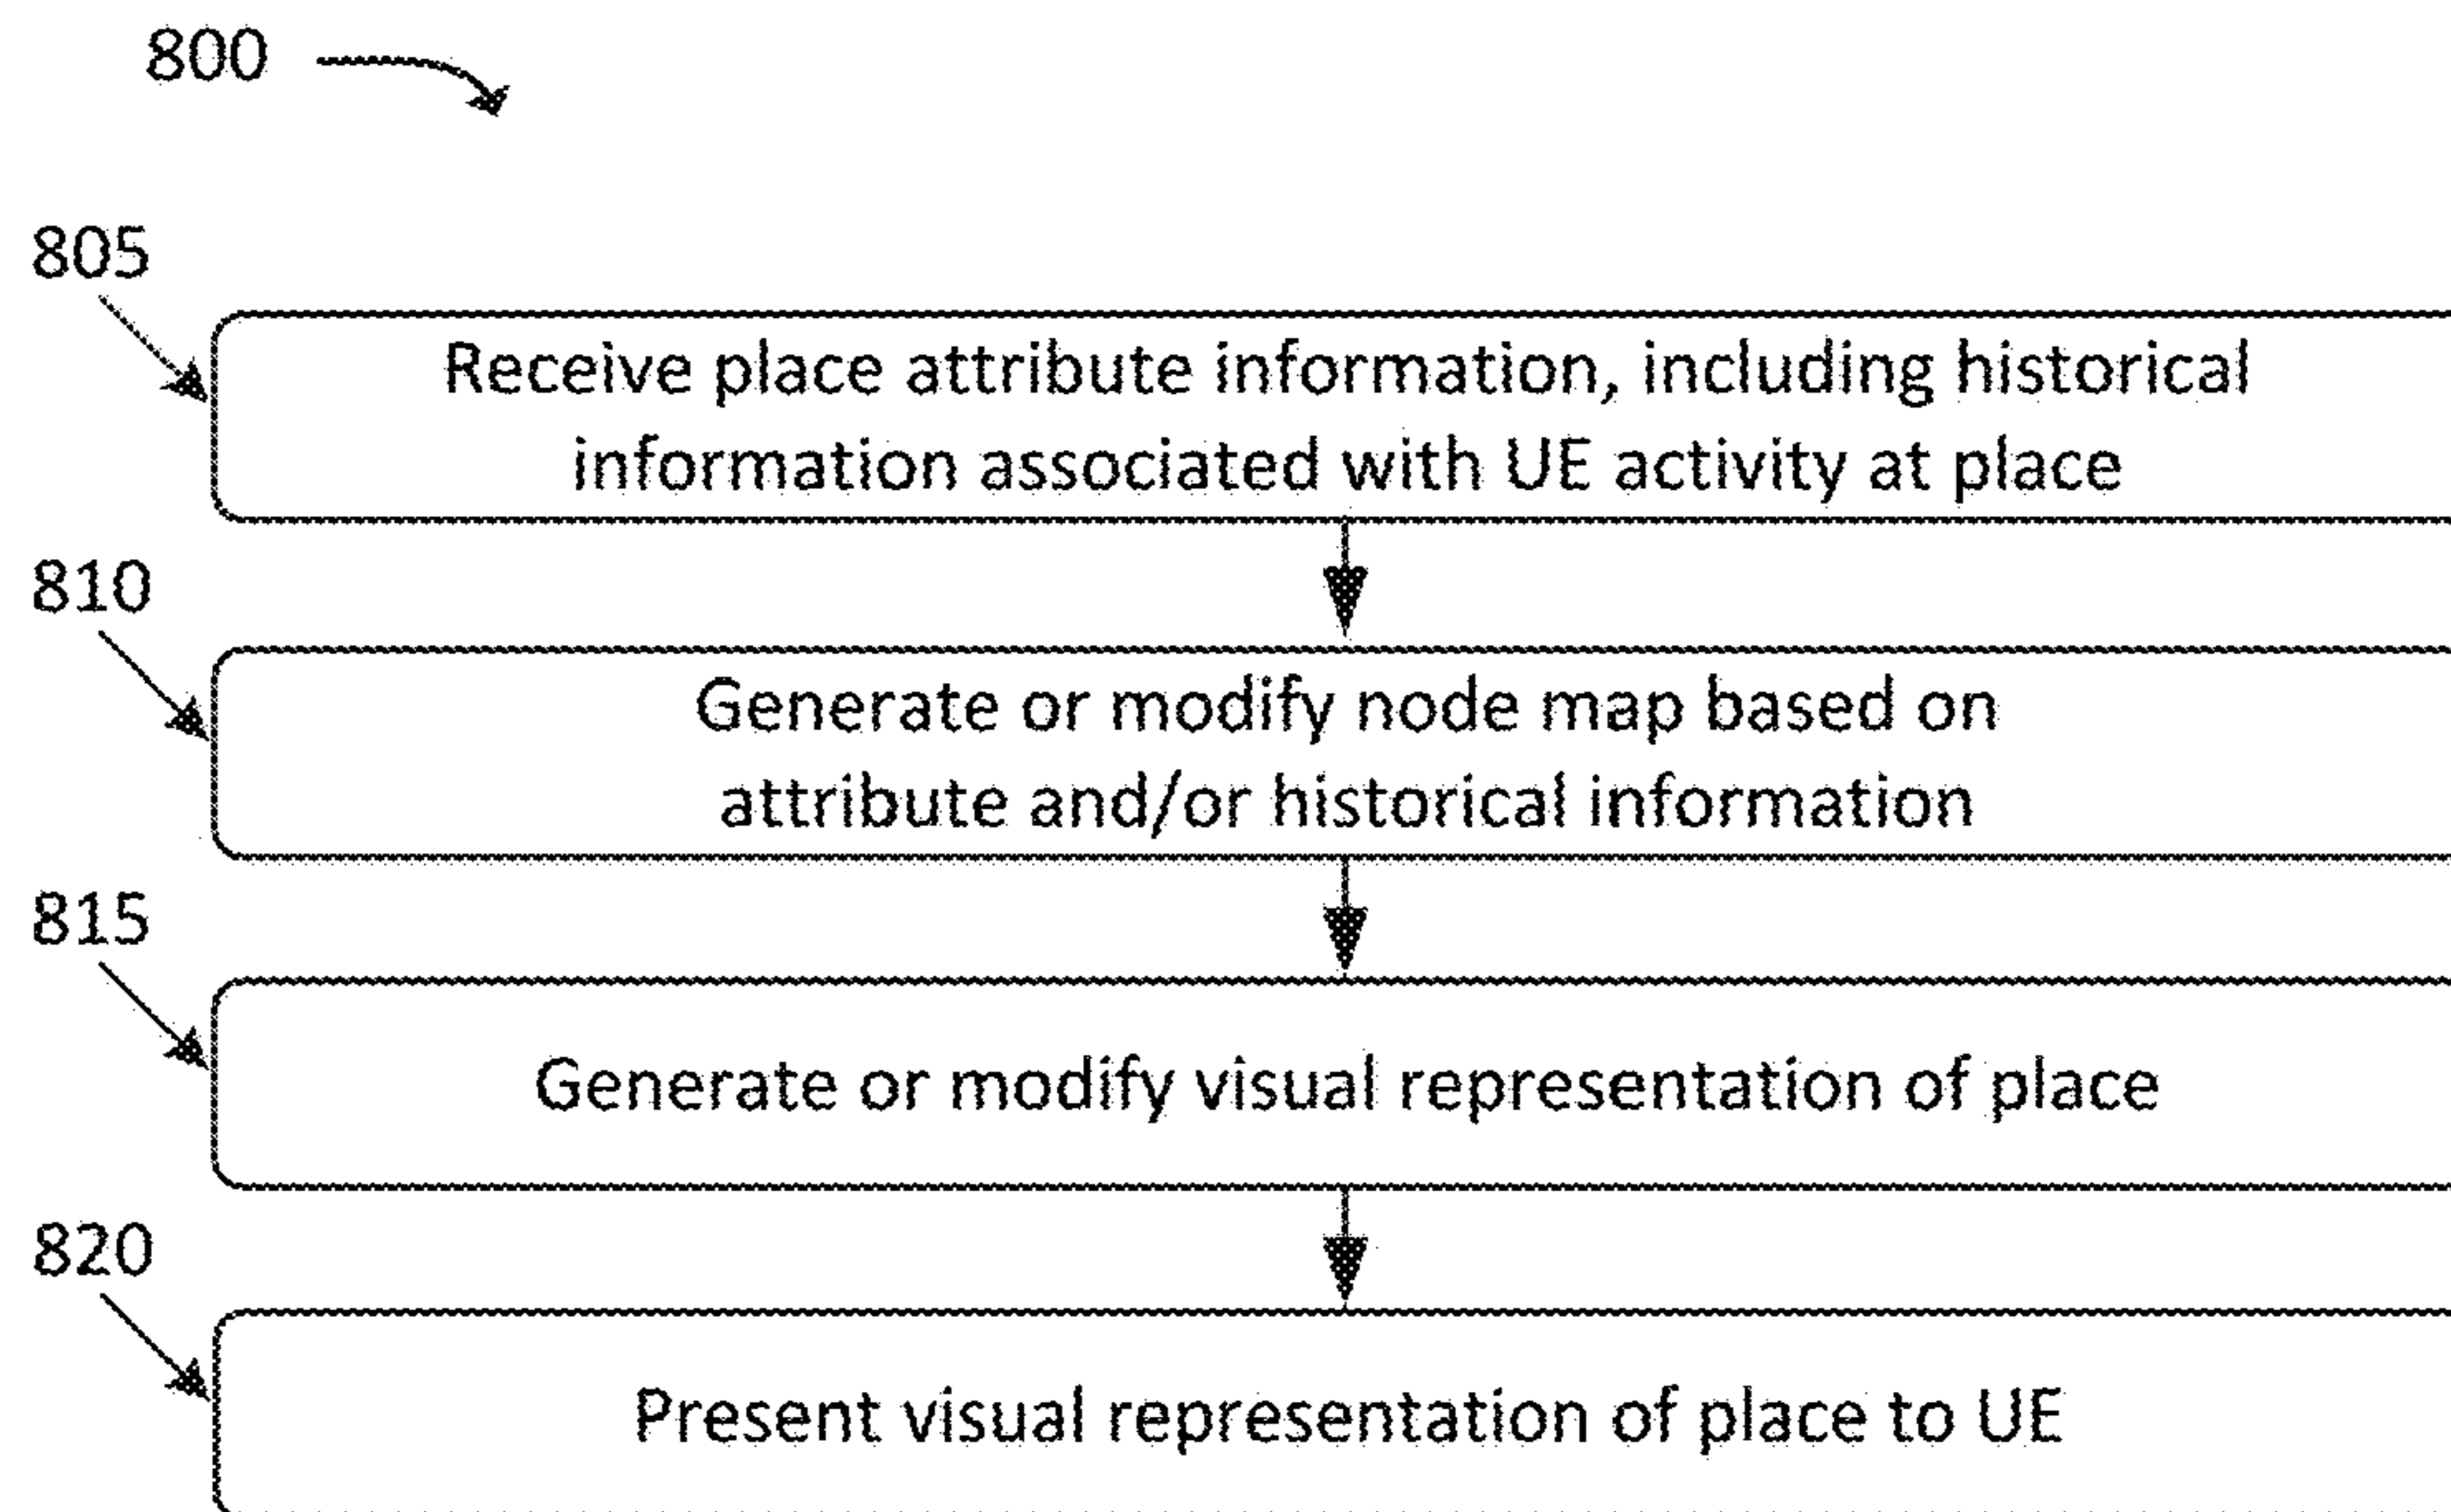 800
805
Receive place attribute information, including historical
information associated with UE activity at place
810
Generate or modify node map based on
attribute and/or historical information
815
Generate or modify visual representation of place
820
Present visual representation of place to UE